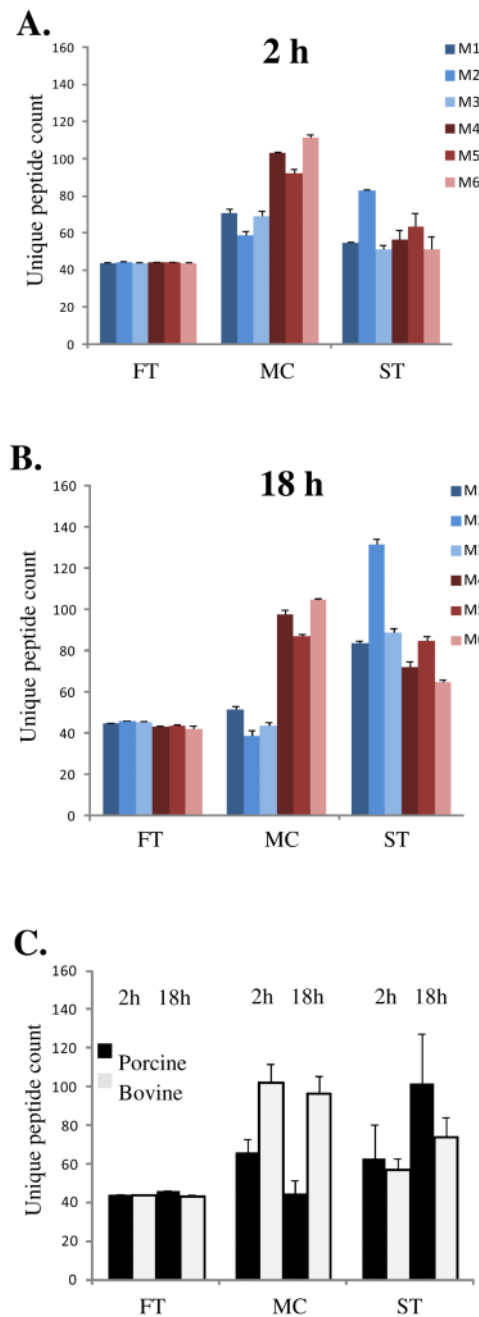 A.
2 h
160
140
120
100
80
60
40
20
0
Unique peptide count
FT MC ST
M1
M2
M3
M4
M5
M6
B.
18 h
160
140
120
100
80
60
40
20
0
Unique peptide count
FT MC ST
C.
160
140
120
100
80
60
40
20
0
Unique peptide count
2h 18h 2h 18h 2h 18h
Porcine
Bovine
FT MC ST